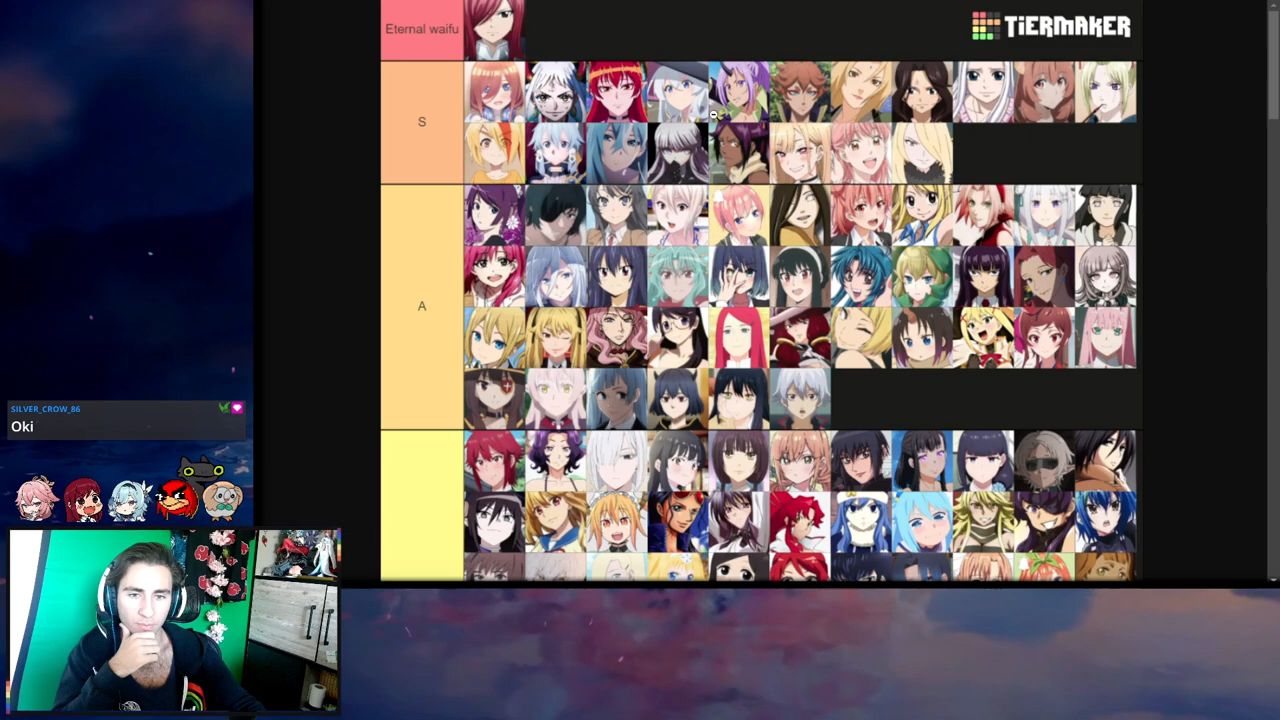 Eternal waifu
TiERMAKER
S
A
SILVER_CROW_86
Oki